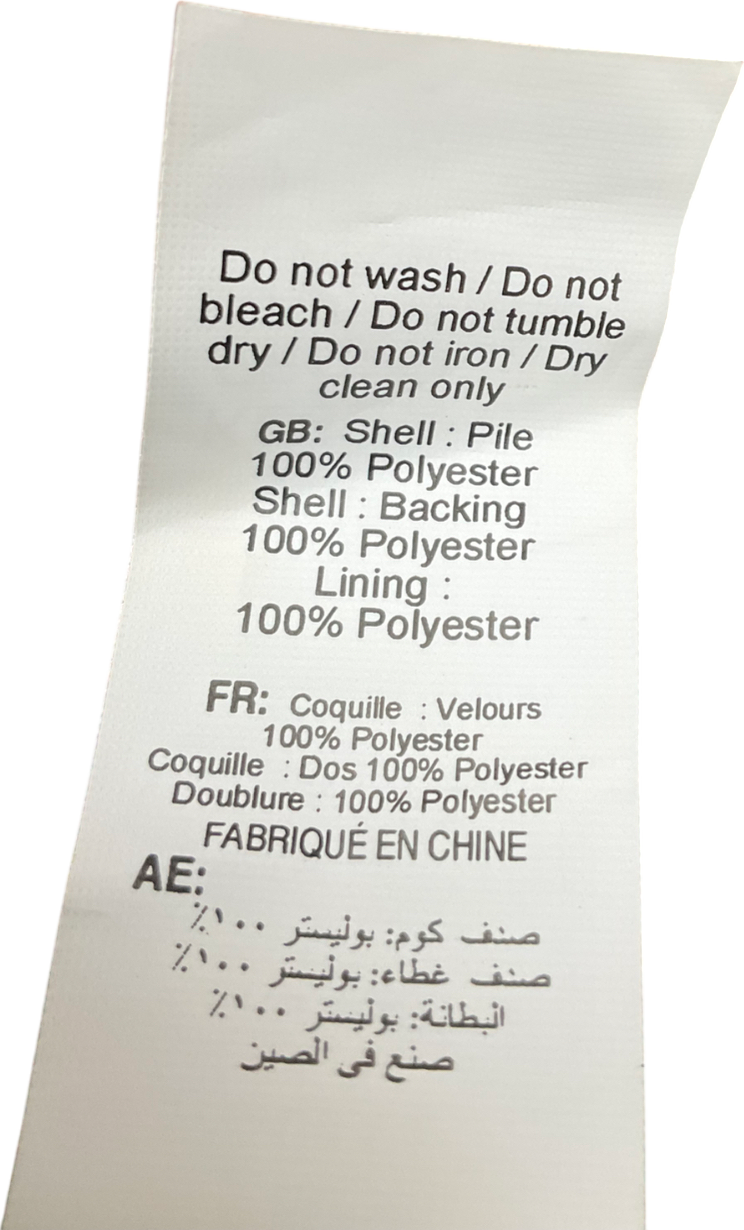 Do not wash / Do not
bleach / Do not tumble
dry / Do not iron / Dry
clean only
GB: Shell : Pile
100% Polyester
Shell : Backing
100% Polyester
Lining :
100% Polyester
FR: Coquille : Velours
100% Polyester
Coquille : Dos 100% Polyester
Doublure : 100% Polyester
FABRIQUÉ EN CHINE
AE:
صنف كوم: بوليستر ١٠٠٪
صنف غطاء: بوليستر ١٠٠٪
البطانة: بوليستر ١٠٠٪
صنع فى الصين